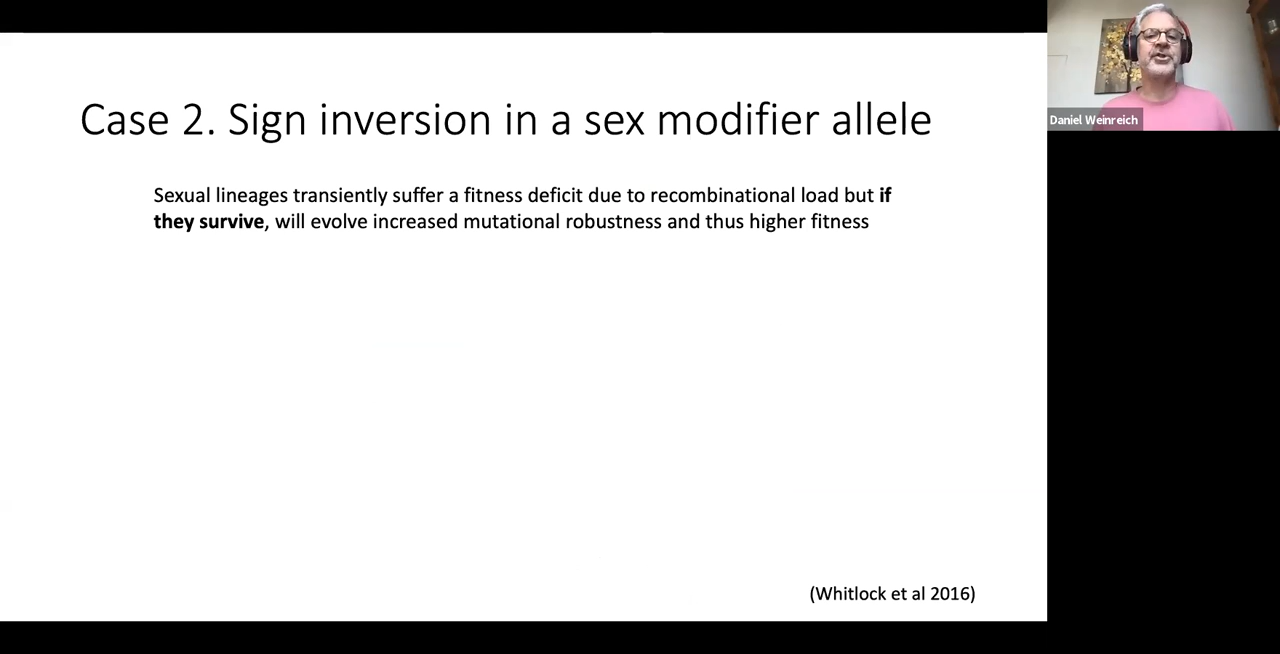 Case 2. Sign inversion in a sex modifier allele
Sexual lineages transiently suffer a fitness deficit due to recombinational load but if
they survive, will evolve increased mutational robustness and thus higher fitness
(Whitlock et al 2016)
Daniel Weinreich